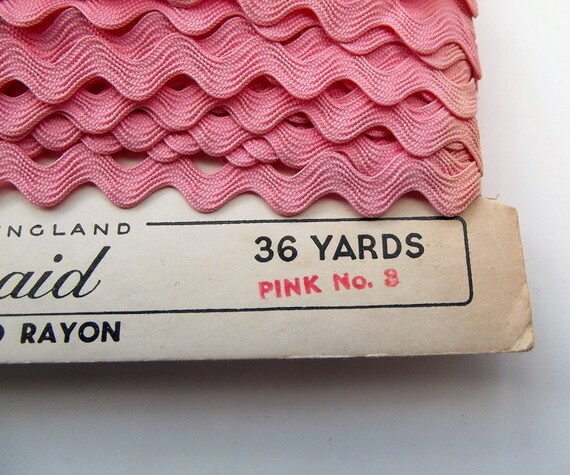 ENGLAND
36 YARDS
aid
PINK No. 8
RAYON